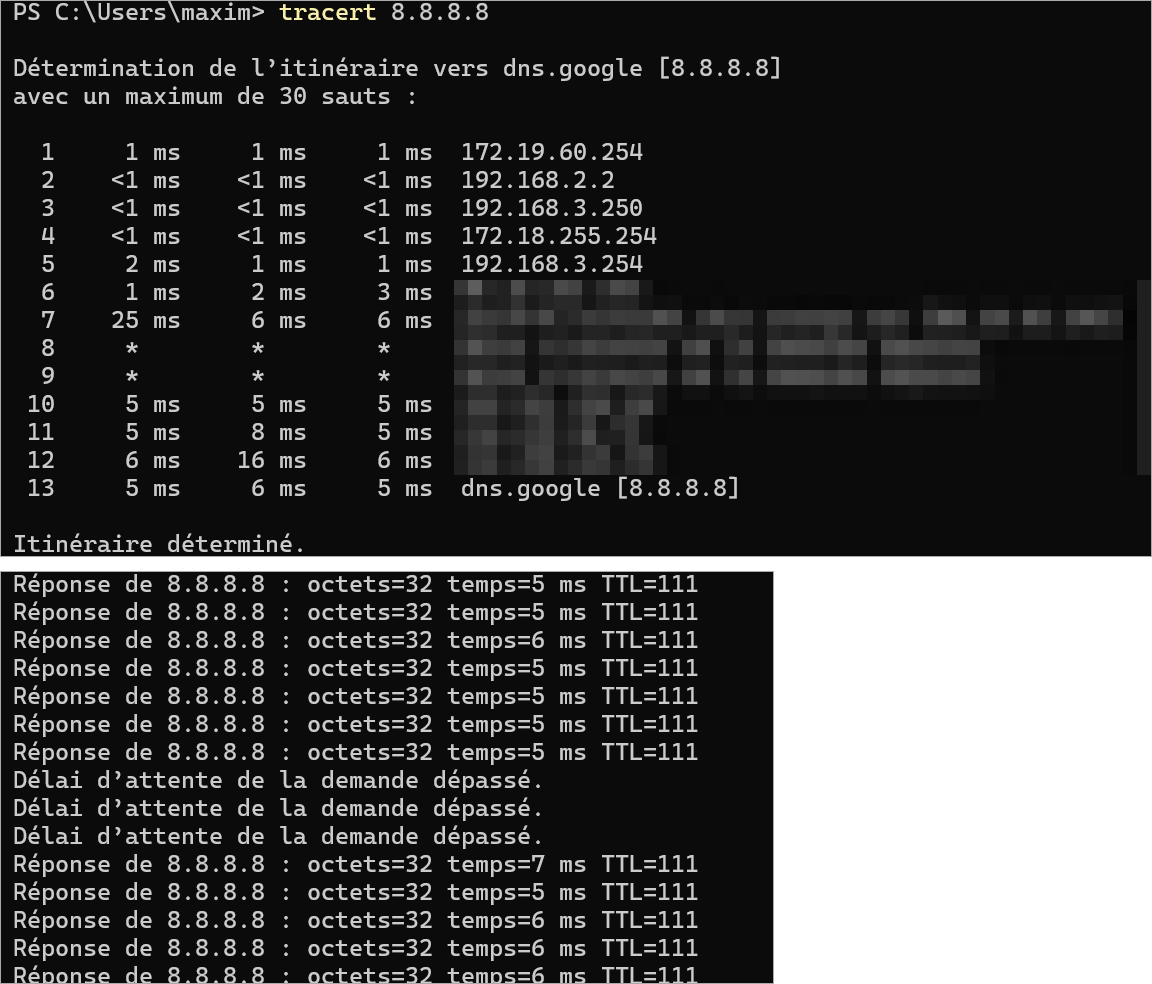 PS C:\Users\maxim> tracert 8.8.8.8
Détermination de l’itinéraire vers dns.google [8.8.8.8]
avec un maximum de 30 sauts :
1 1 ms 1 ms 1 ms 172.19.60.254
2 <1 ms <1 ms <1 ms 192.168.2.2
3 <1 ms <1 ms <1 ms 192.168.3.250
4 <1 ms <1 ms <1 ms 172.18.255.254
5 2 ms 1 ms 1 ms 192.168.3.254
6 1 ms 2 ms 3 ms
7 25 ms 6 ms 6 ms
8 * * *
9 * * *
10 5 ms 5 ms 5 ms
11 5 ms 8 ms 5 ms
12 6 ms 16 ms 6 ms
13 5 ms 6 ms 5 ms dns.google [8.8.8.8]
Itinéraire déterminé.
Réponse de 8.8.8.8 : octets=32 temps=5 ms TTL=111
Réponse de 8.8.8.8 : octets=32 temps=5 ms TTL=111
Réponse de 8.8.8.8 : octets=32 temps=6 ms TTL=111
Réponse de 8.8.8.8 : octets=32 temps=5 ms TTL=111
Réponse de 8.8.8.8 : octets=32 temps=5 ms TTL=111
Réponse de 8.8.8.8 : octets=32 temps=5 ms TTL=111
Réponse de 8.8.8.8 : octets=32 temps=5 ms TTL=111
Délai d’attente de la demande dépassé.
Délai d’attente de la demande dépassé.
Délai d’attente de la demande dépassé.
Réponse de 8.8.8.8 : octets=32 temps=7 ms TTL=111
Réponse de 8.8.8.8 : octets=32 temps=5 ms TTL=111
Réponse de 8.8.8.8 : octets=32 temps=6 ms TTL=111
Réponse de 8.8.8.8 : octets=32 temps=6 ms TTL=111
Réponse de 8.8.8.8 : octets=32 temps=6 ms TTL=111